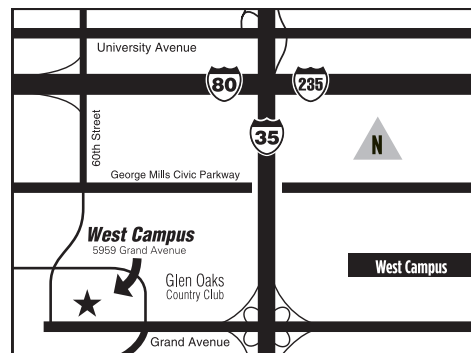 University Avenue
80
235
35
N
60th Street
George Mills Civic Parkway
West Campus
5959 Grand Avenue
Glen Oaks
Country Club
West Campus
Grand Avenue